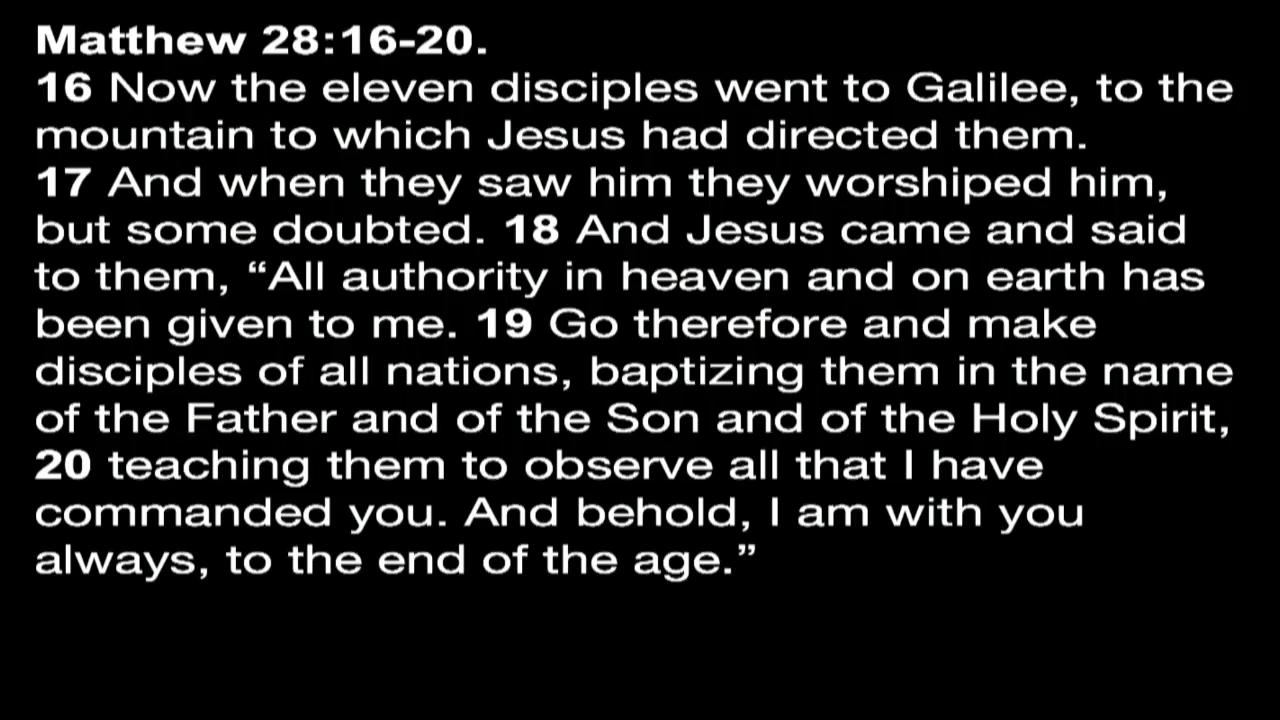 Matthew 28:16-20.
16 Now the eleven disciples went to Galilee, to the
mountain to which Jesus had directed them.
17 And when they saw him they worshiped him,
but some doubted. 18 And Jesus came and said
to them, “All authority in heaven and on earth has
been given to me. 19 Go therefore and make
disciples of all nations, baptizing them in the name
of the Father and of the Son and of the Holy Spirit,
20 teaching them to observe all that I have
commanded you. And behold, I am with you
always, to the end of the age.”